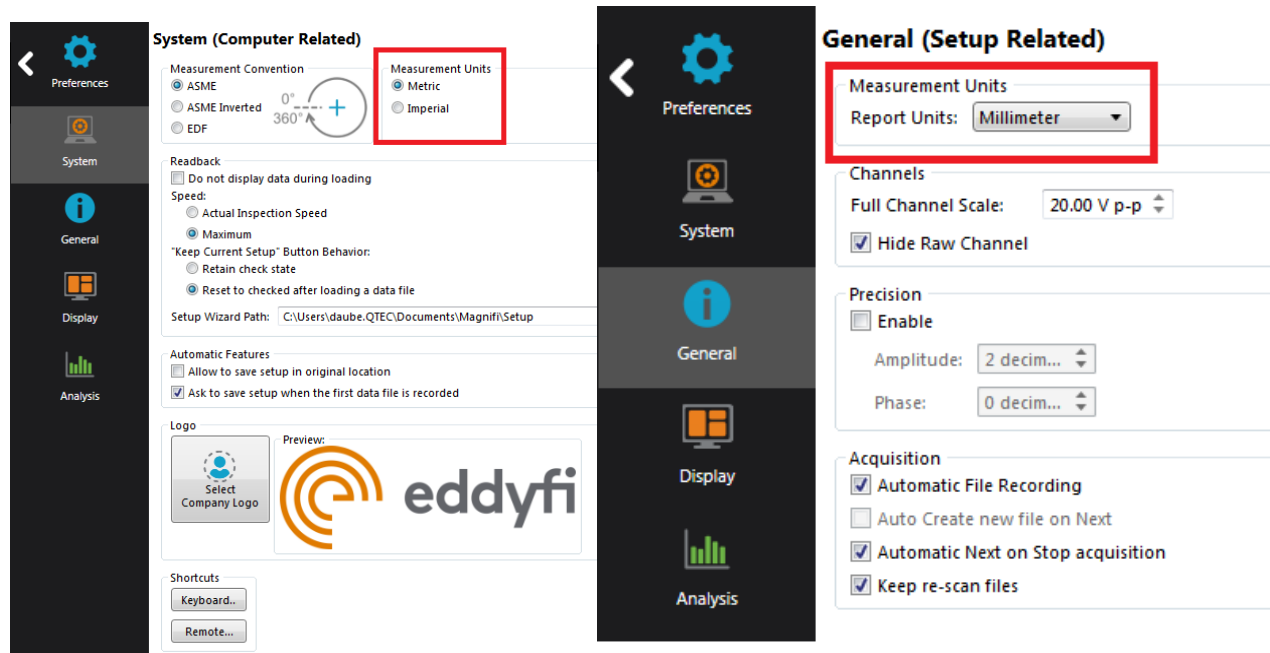 Preferences
System
General
Display
Analysis
System (Computer Related)
Measurement Convention
ASME
ASME Inverted
EDF
0°
360°
Measurement Units
Metric
Imperial
Readback
Do not display data during loading
Speed:
Actual Inspection Speed
Maximum
"Keep Current Setup" Button Behavior:
Retain check state
Reset to checked after loading a data file
Setup Wizard Path: C:\Users\daube.QTEC\Documents\Magnifi\Setup
Automatic Features
Allow to save setup in original location
Ask to save setup when the first data file is recorded
Logo
Select
Company Logo
Preview:
eddyfi
Shortcuts
Keyboard..
Remote...
Preferences
System
General
Display
Analysis
General (Setup Related)
Measurement Units
Report Units: Millimeter
Channels
Full Channel Scale: 20.00 V p-p
Hide Raw Channel
Precision
Enable
Amplitude: 2 decim...
Phase: 0 decim...
Acquisition
Automatic File Recording
Auto Create new file on Next
Automatic Next on Stop acquisition
Keep re-scan files